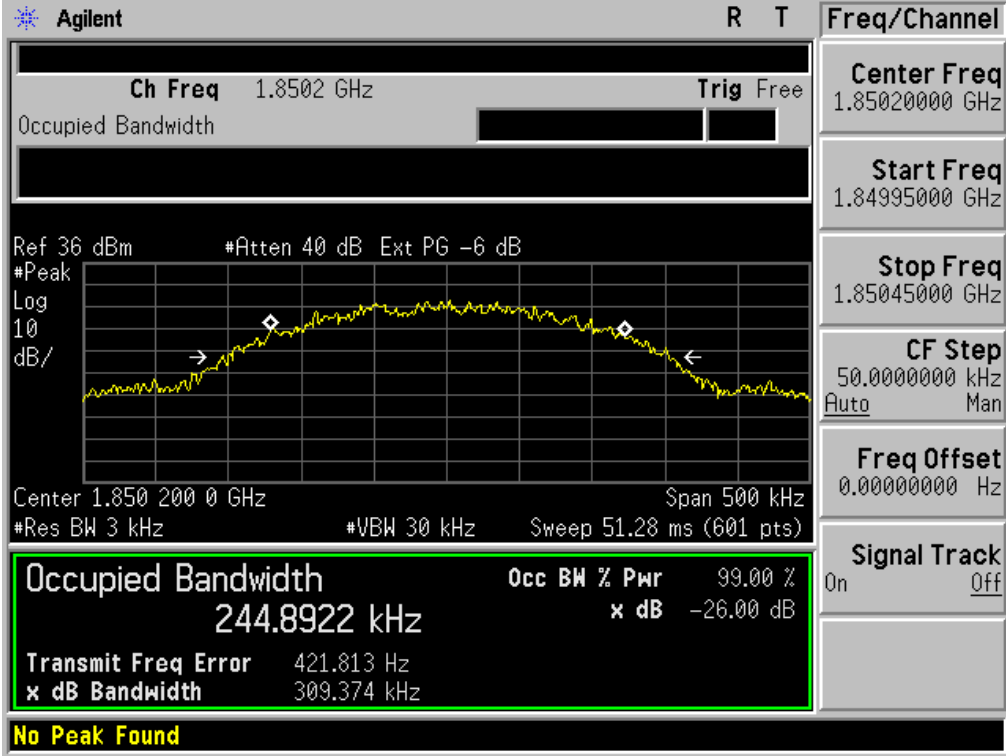 Agilent
R T
Freq/Channel
Ch Freq 1.8502 GHz
Trig Free
Occupied Bandwidth
Center Freq
1.85020000 GHz
Start Freq
1.84995000 GHz
Stop Freq
1.85045000 GHz
CF Step
50.0000000 kHz
Auto Man
Freq Offset
0.00000000 Hz
Signal Track
On Off
Ref 36 dBm #Atten 40 dB Ext PG -6 dB
#Peak
Log
10
dB/
Center 1.850 200 0 GHz Span 500 kHz
#Res BW 3 kHz #VBW 30 kHz Sweep 51.28 ms (601 pts)
Occupied Bandwidth
244.8922 kHz
Occ BW % Pwr 99.00 %
x dB -26.00 dB
Transmit Freq Error 421.813 Hz
x dB Bandwidth 309.374 kHz
No Peak Found